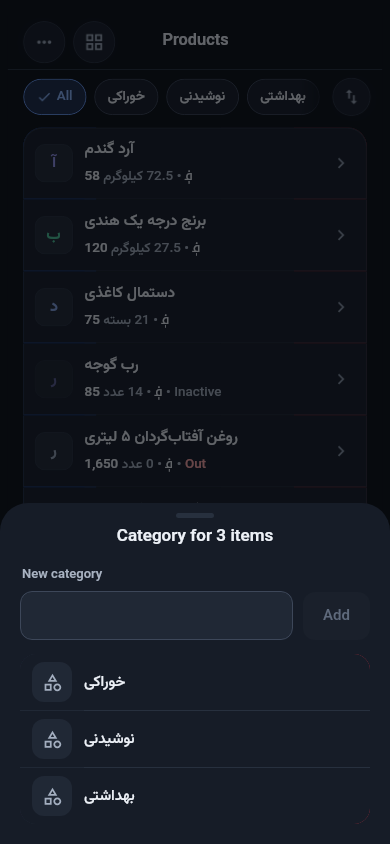 Products
All
خوراکی
نوشیدنی
بهداشتی
آ
آرد گندم
58 ؋ • 72.5 کیلوگرم
ب
برنج درجه یک هندی
120 ؋ • 27.5 کیلوگرم
د
دستمال کاغذی
75 ؋ • 21 بسته
ر
رب گوجه
85 ؋ • 14 عدد • Inactive
ر
روغن آفتاب‌گردان ۵ لیتری
1,650 ؋ • 0 عدد • Out
Category for 3 items
New category
Add
خوراکی
نوشیدنی
بهداشتی